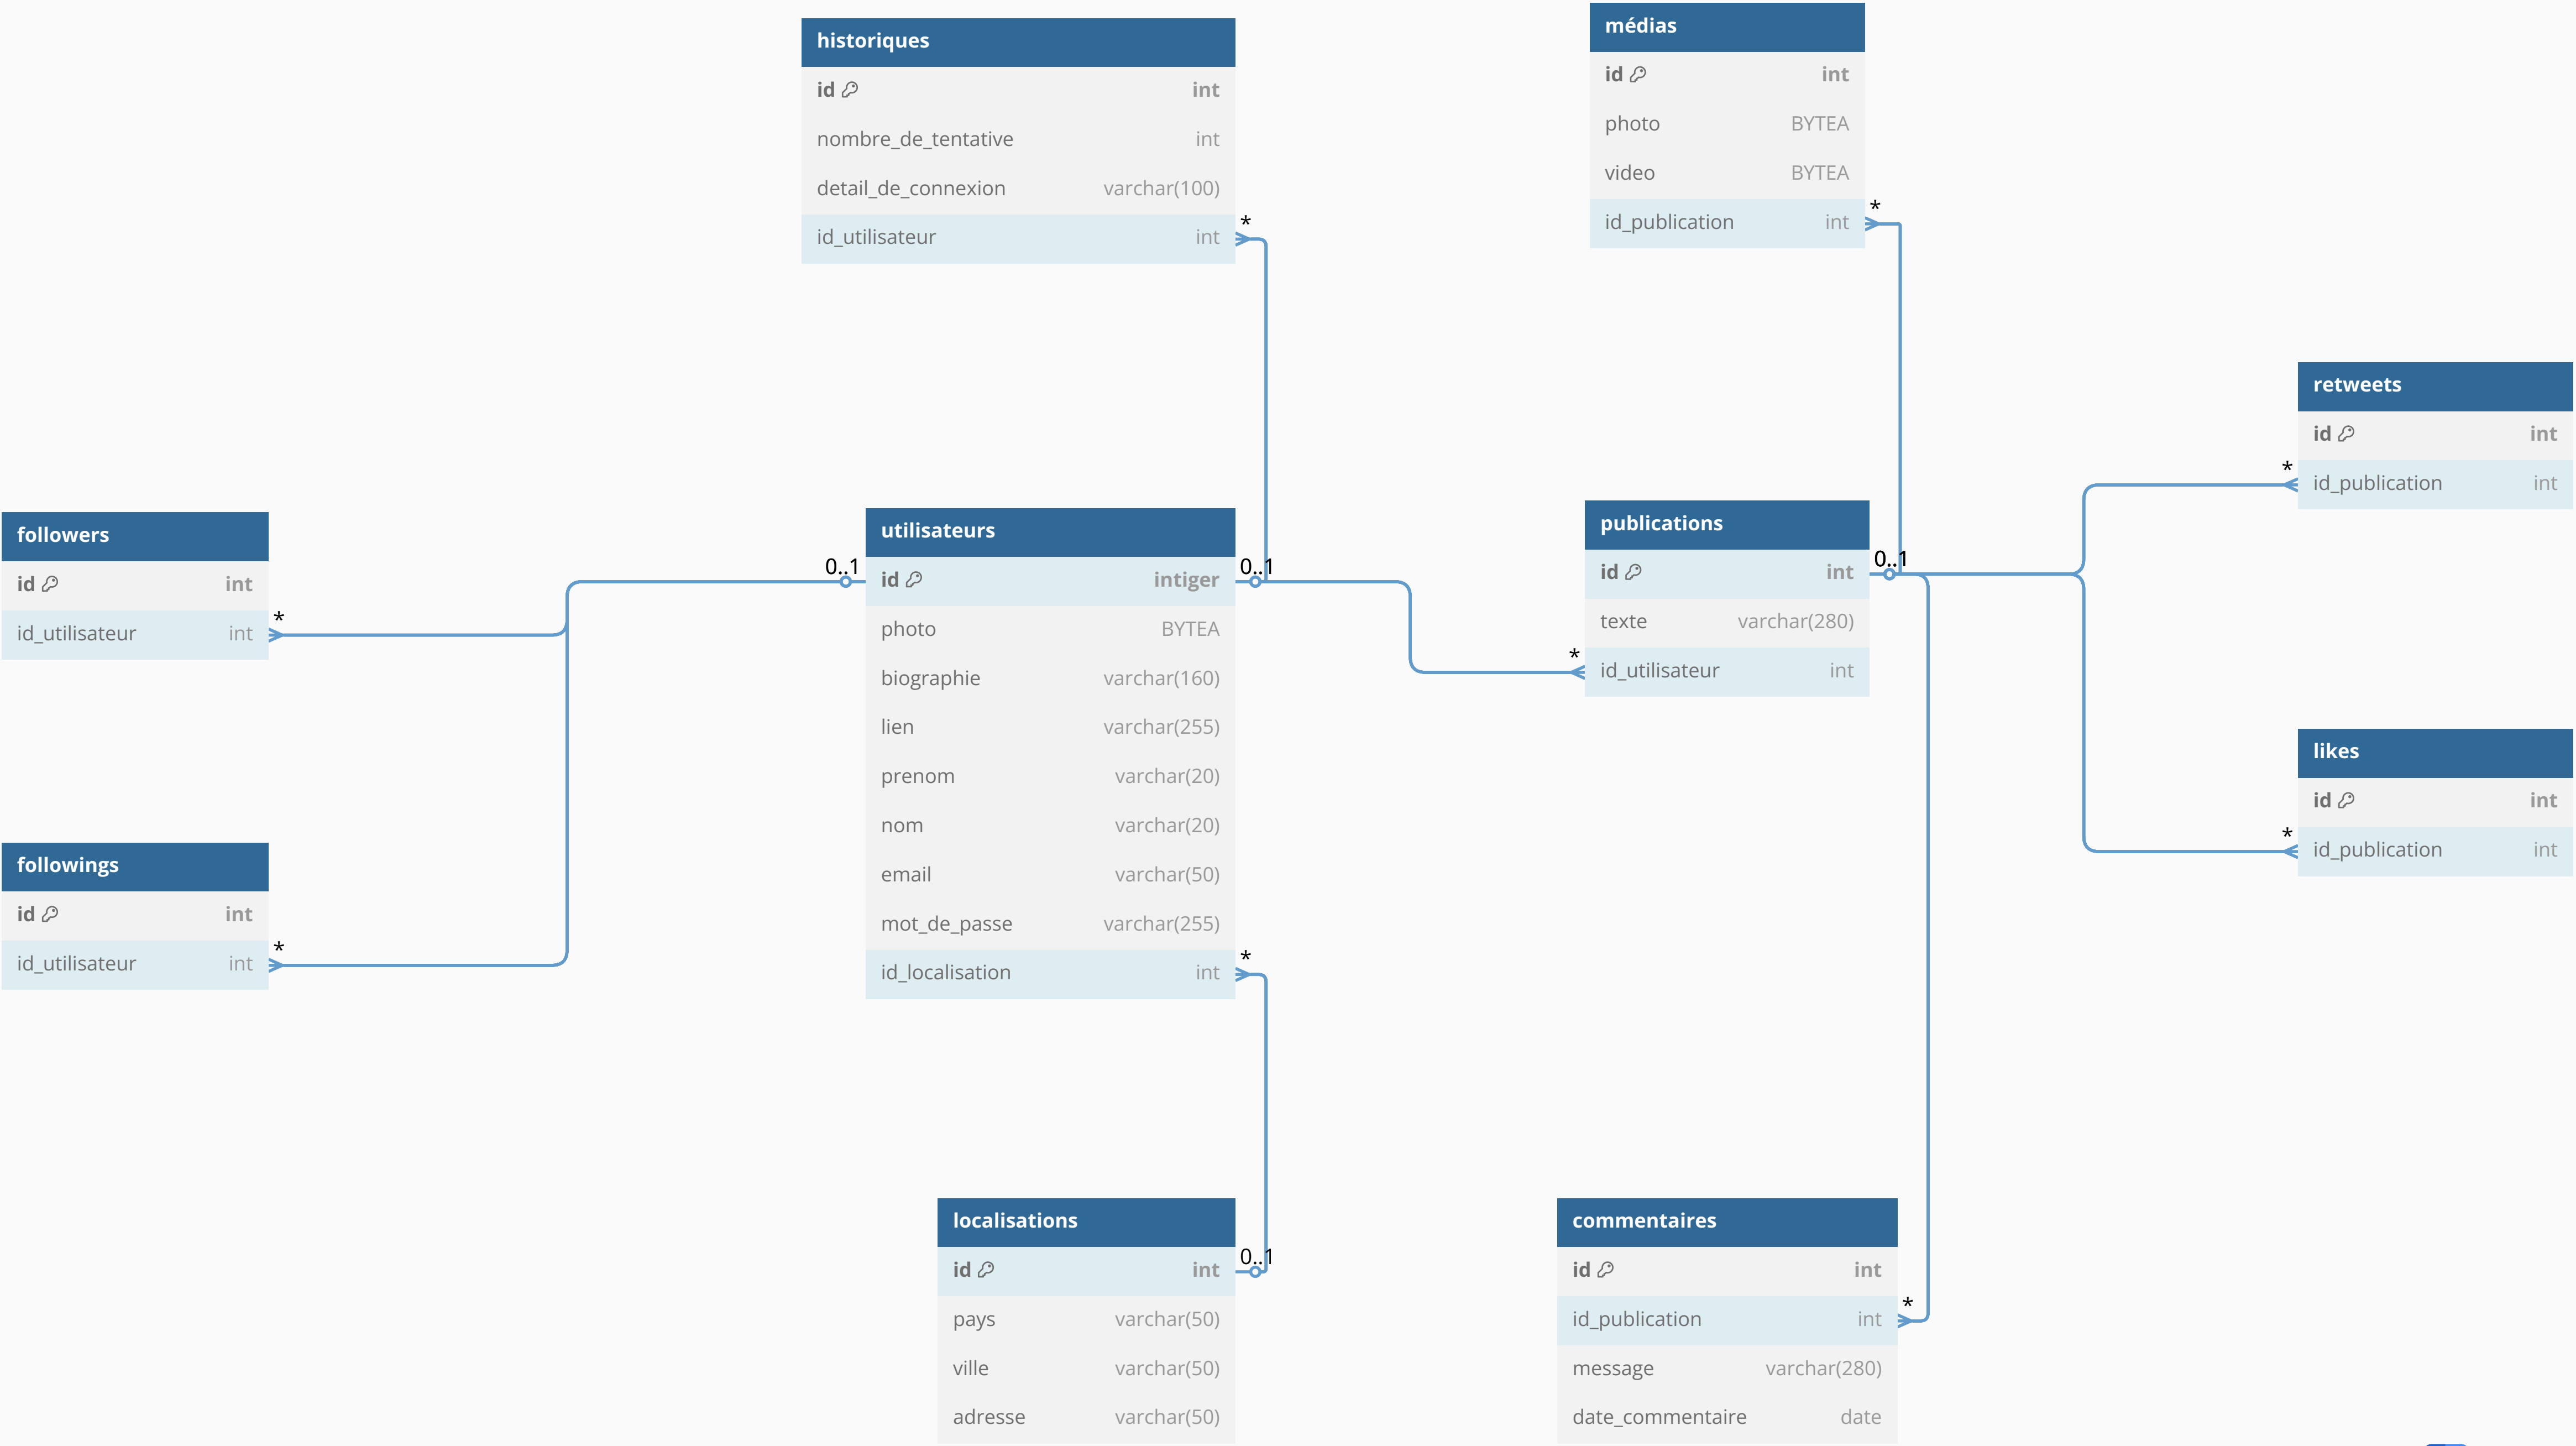 historiques
id int
nombre_de_tentative int
detail_de_connexion varchar(100)
id_utilisateur int
*
médias
id int
photo BYTEA
video BYTEA
id_publication int
*
retweets
id int
id_publication int
*
followers
id int
id_utilisateur int
*
utilisateurs
0..1
id intiger
0..1
photo BYTEA
biographie varchar(160)
lien varchar(255)
prenom varchar(20)
nom varchar(20)
email varchar(50)
mot_de_passe varchar(255)
id_localisation int
*
publications
id int
0..1
texte varchar(280)
*
id_utilisateur int
likes
id int
*
id_publication int
followings
id int
id_utilisateur int
*
localisations
id int
0..1
pays varchar(50)
ville varchar(50)
adresse varchar(50)
commentaires
id int
id_publication int
*
message varchar(280)
date_commentaire date